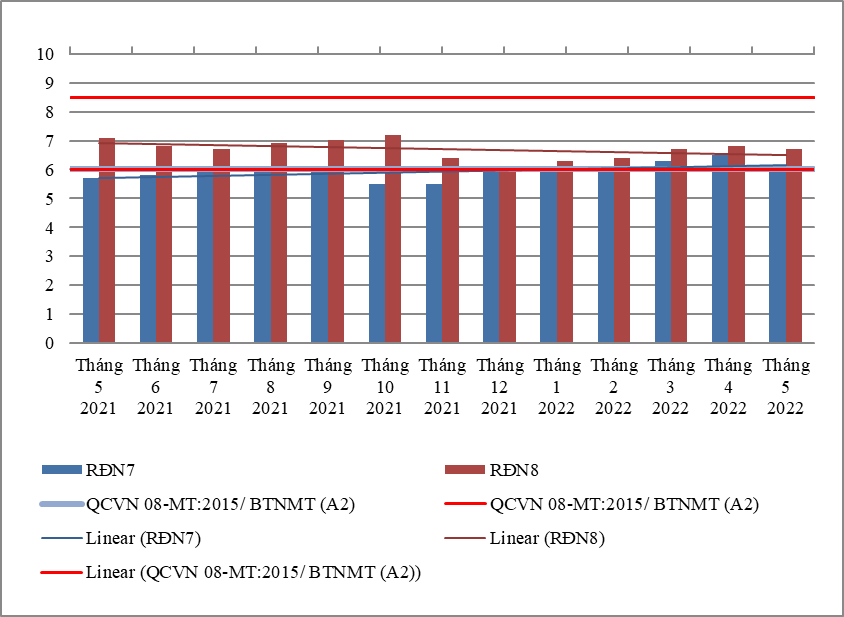 10
9
8
7
6
5
4
3
2
1
0
Tháng Tháng Tháng Tháng Tháng Tháng Tháng Tháng Tháng Tháng Tháng Tháng Tháng
5 6 7 8 9 10 11 12 1 2 3 4 5
2021 2021 2021 2021 2021 2021 2021 2021 2022 2022 2022 2022 2022
RĐN7 RĐN8
QCVN 08-MT:2015/ BTNMT (A2) QCVN 08-MT:2015/ BTNMT (A2)
Linear (RĐN7) Linear (RĐN8)
Linear (QCVN 08-MT:2015/ BTNMT (A2))